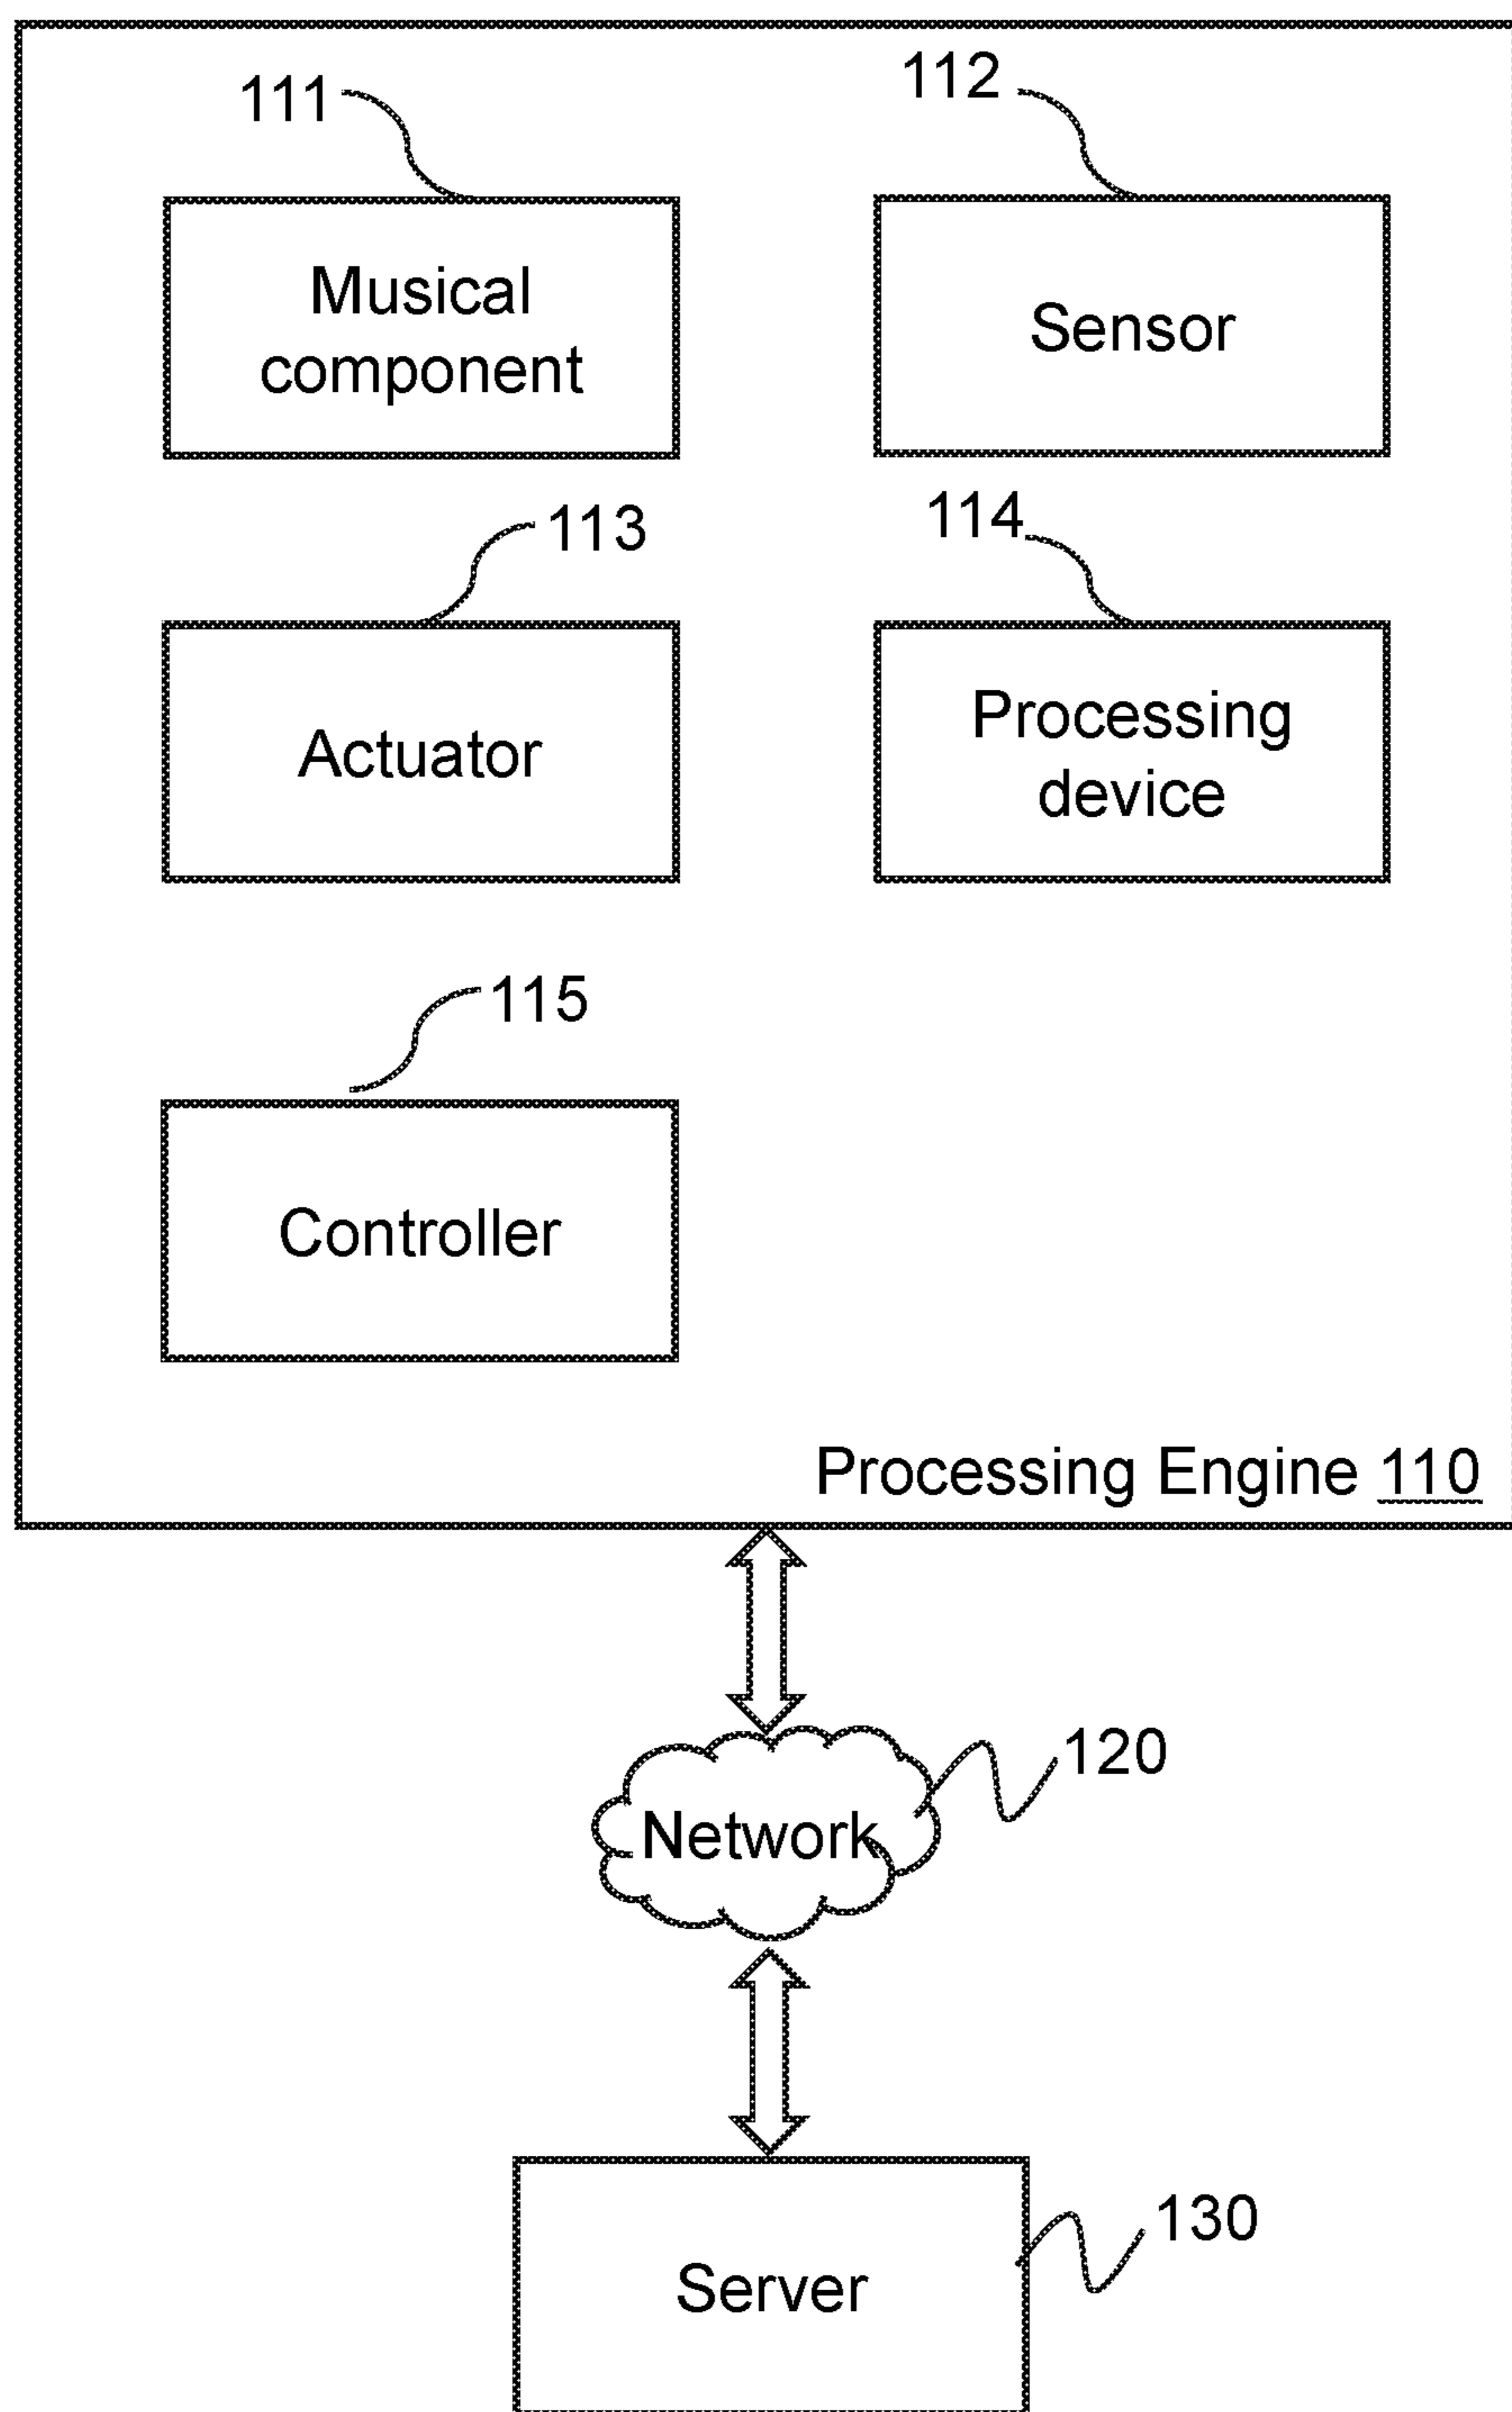 111
112
Musical
component
Sensor
113
114
Actuator
Processing
device
115
Controller
Processing Engine 110
120
Network
130
Server